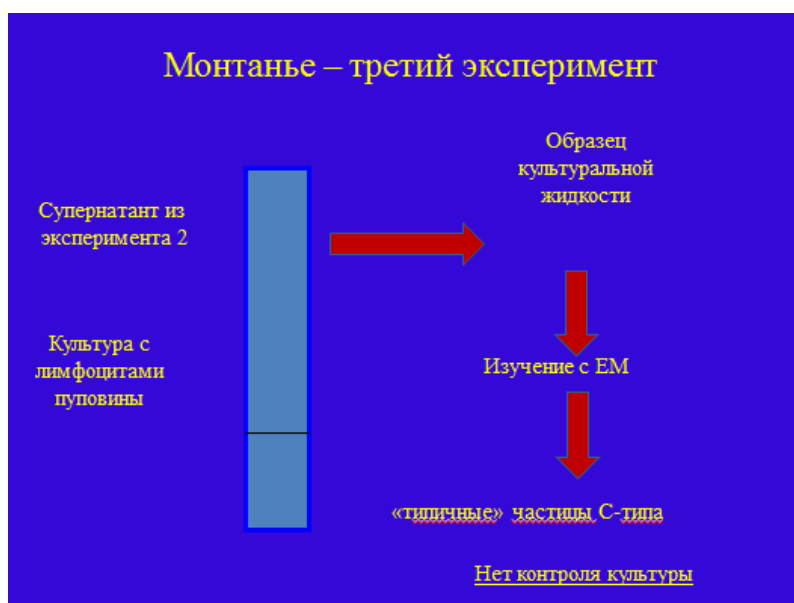 Монтанье – третий эксперимент
Образец
культуральной
жидкости
Супернатант из
эксперимента 2
Культура с
лимфоцитами
пуповины
Изучение с ЕМ
«типичные» частицы С-типа
Нет контроля культуры